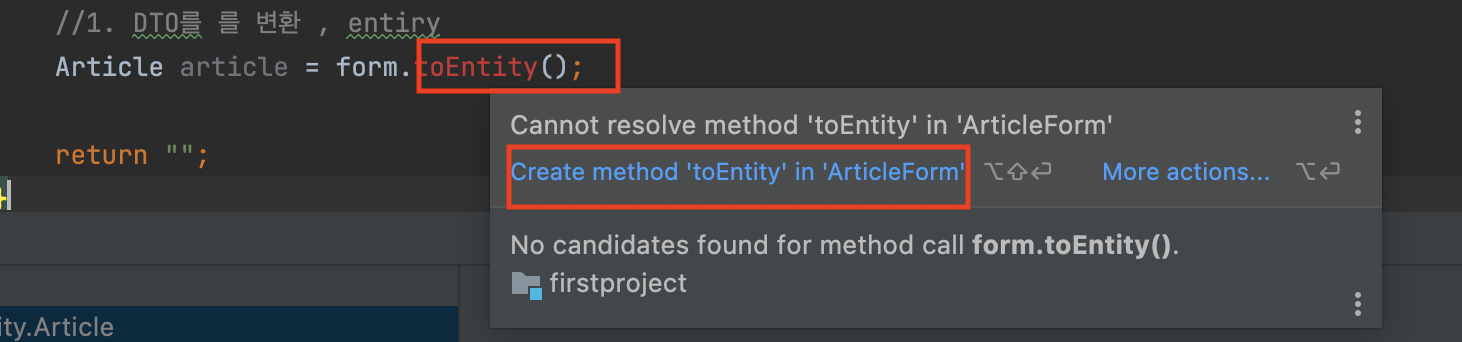 //1. DTO를 를 변환 , entiry
Article article = form.toEntity();
return "";
}
Cannot resolve method 'toEntity' in 'ArticleForm'
Create method 'toEntity' in 'ArticleForm' ⌥⇧⏎ More actions... ⌥⏎
No candidates found for method call form.toEntity().
firstproject
ity.Article